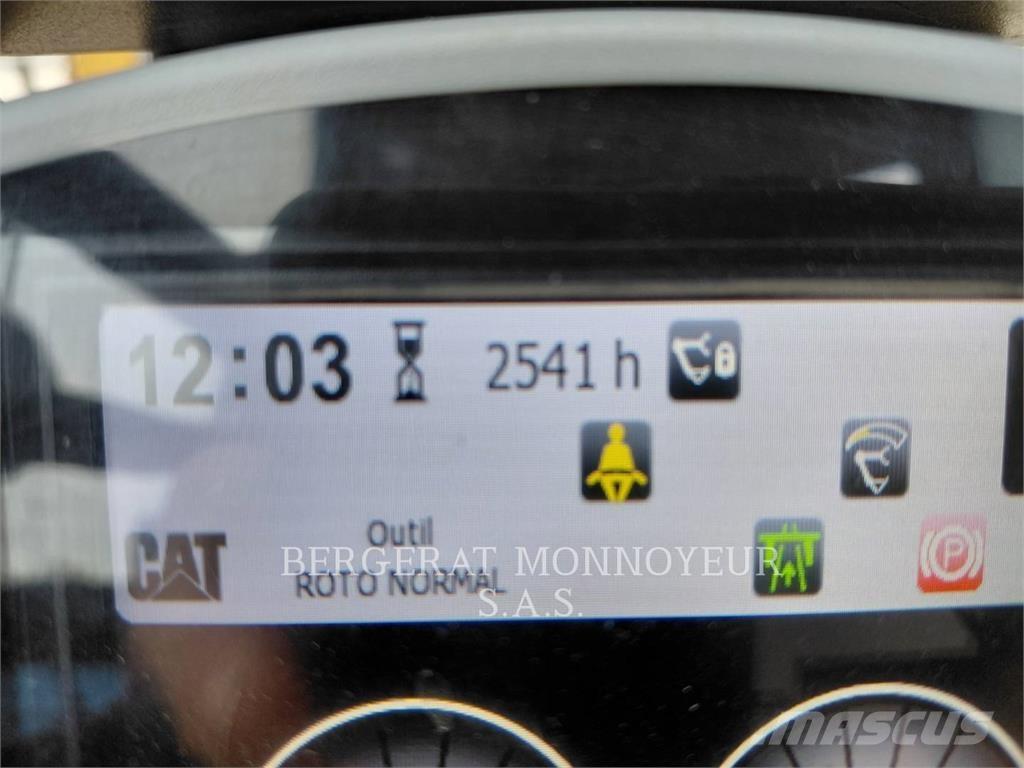 12:03 2541 h
CAT
Outil
ROTO NORMAL
P
BERGERAT MONNOYEUR
S.A.S.
MASCUS